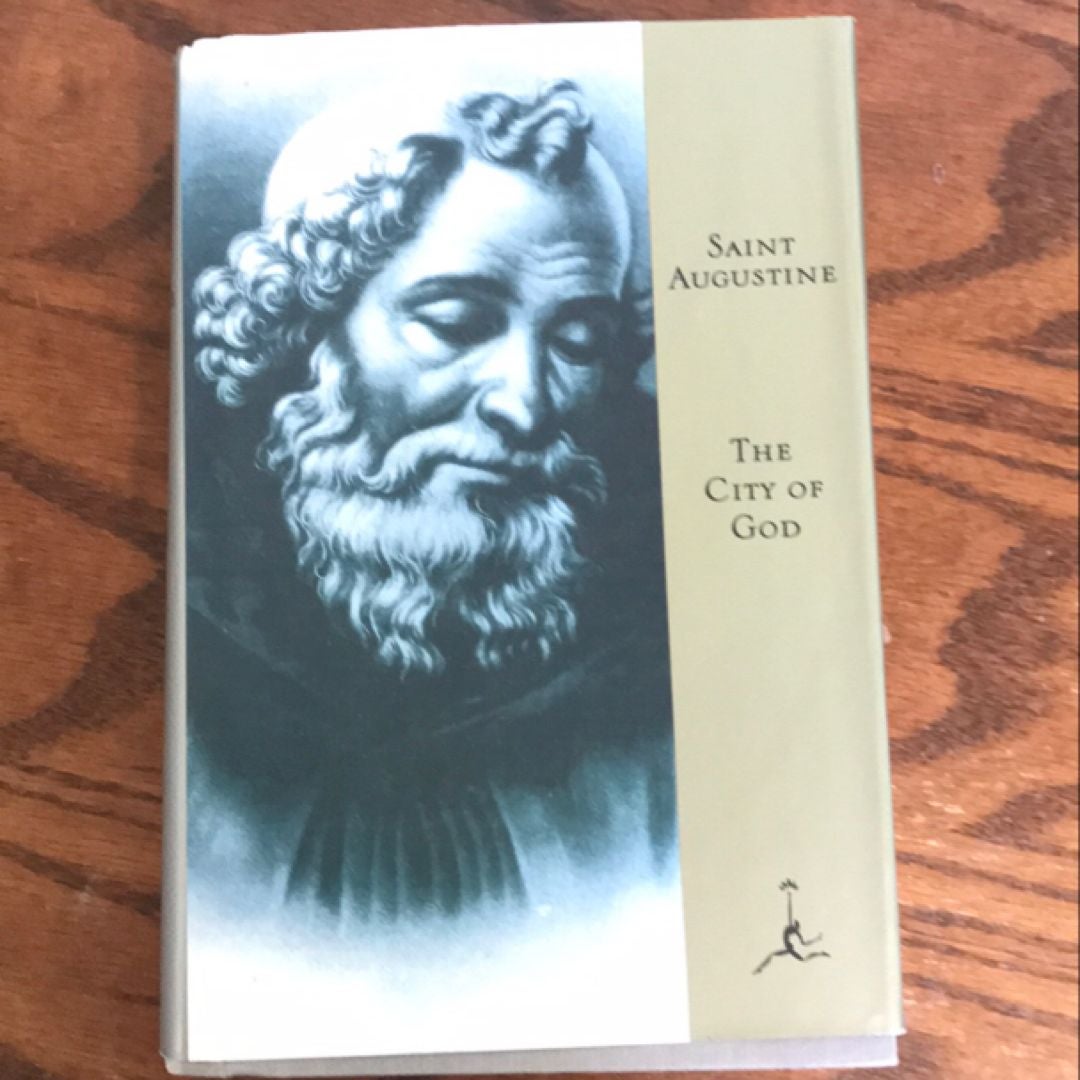 SAINT
AUGUSTINE
THE
CITY OF
GOD